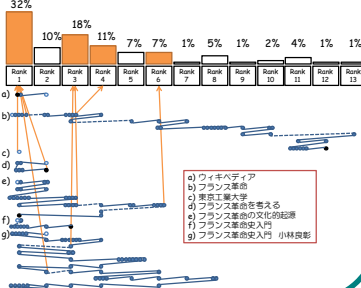 32%
10%
18%
11%
7%
7%
1%
5%
1%
2%
4%
1%
1%
Rank 1
Rank 2
Rank 3
Rank 4
Rank 5
Rank 6
Rank 7
Rank 8
Rank 9
Rank 10
Rank 11
Rank 12
Rank 13
a)
b)
c)
d)
e)
f)
g)
a) ウィキペディア
b) フランス革命
c) 東京工業大学
d) フランス革命を考える
e) フランス革命の文化的起源
f) フランス革命史入門
g) フランス革命史入門　小林良彰